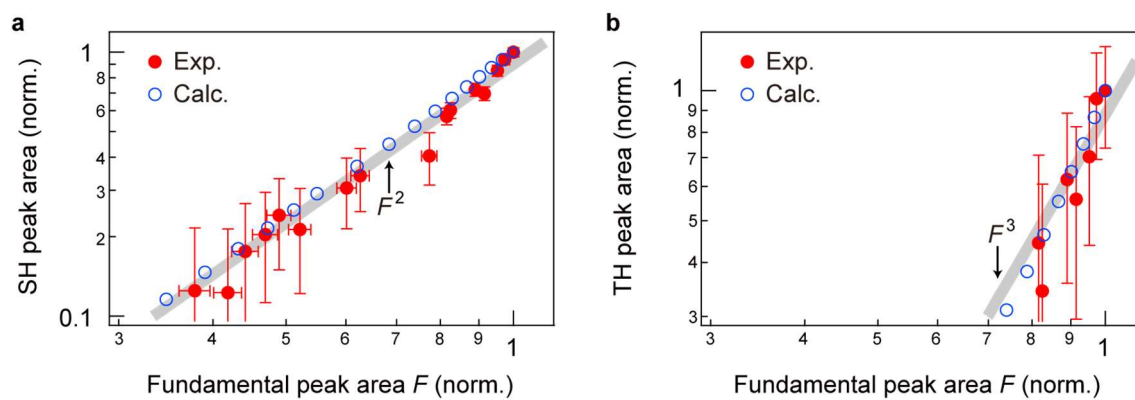 a
SH peak area (norm.)
1
8
6
4
3
2
0.1
Exp.
Calc.
F²
3 4 5 6 7 8 9 1
Fundamental peak area F (norm.)
b
TH peak area (norm.)
1
9
8
7
6
5
4
3
Exp.
Calc.
F³
3 4 5 6 7 8 9 1
Fundamental peak area F (norm.)